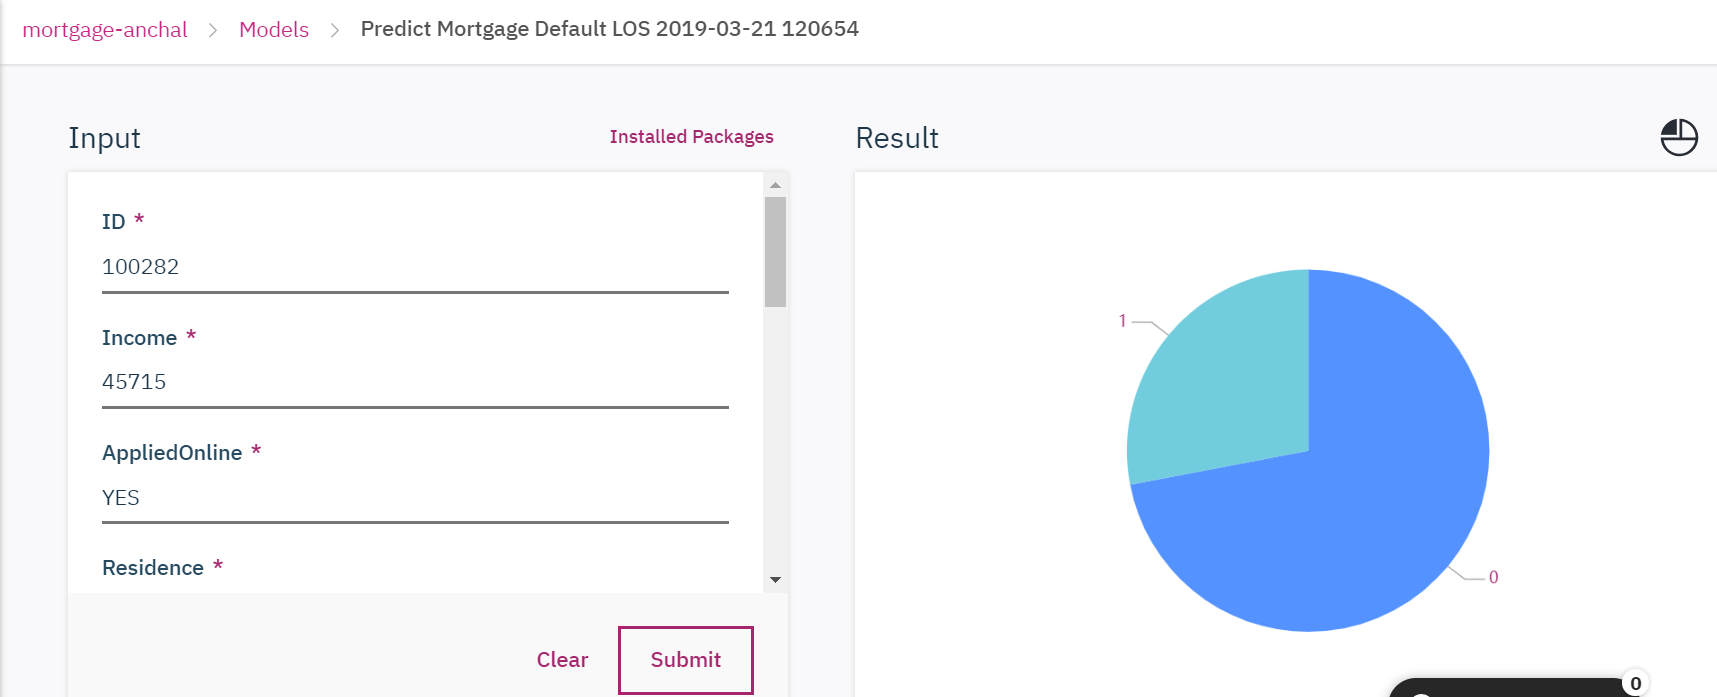 mortgage-anchal > Models > Predict Mortgage Default LOS 2019-03-21 120654
Input
Installed Packages
ID *
100282
Income *
45715
AppliedOnline *
YES
Residence *
Clear
Submit
Result
1
0
0